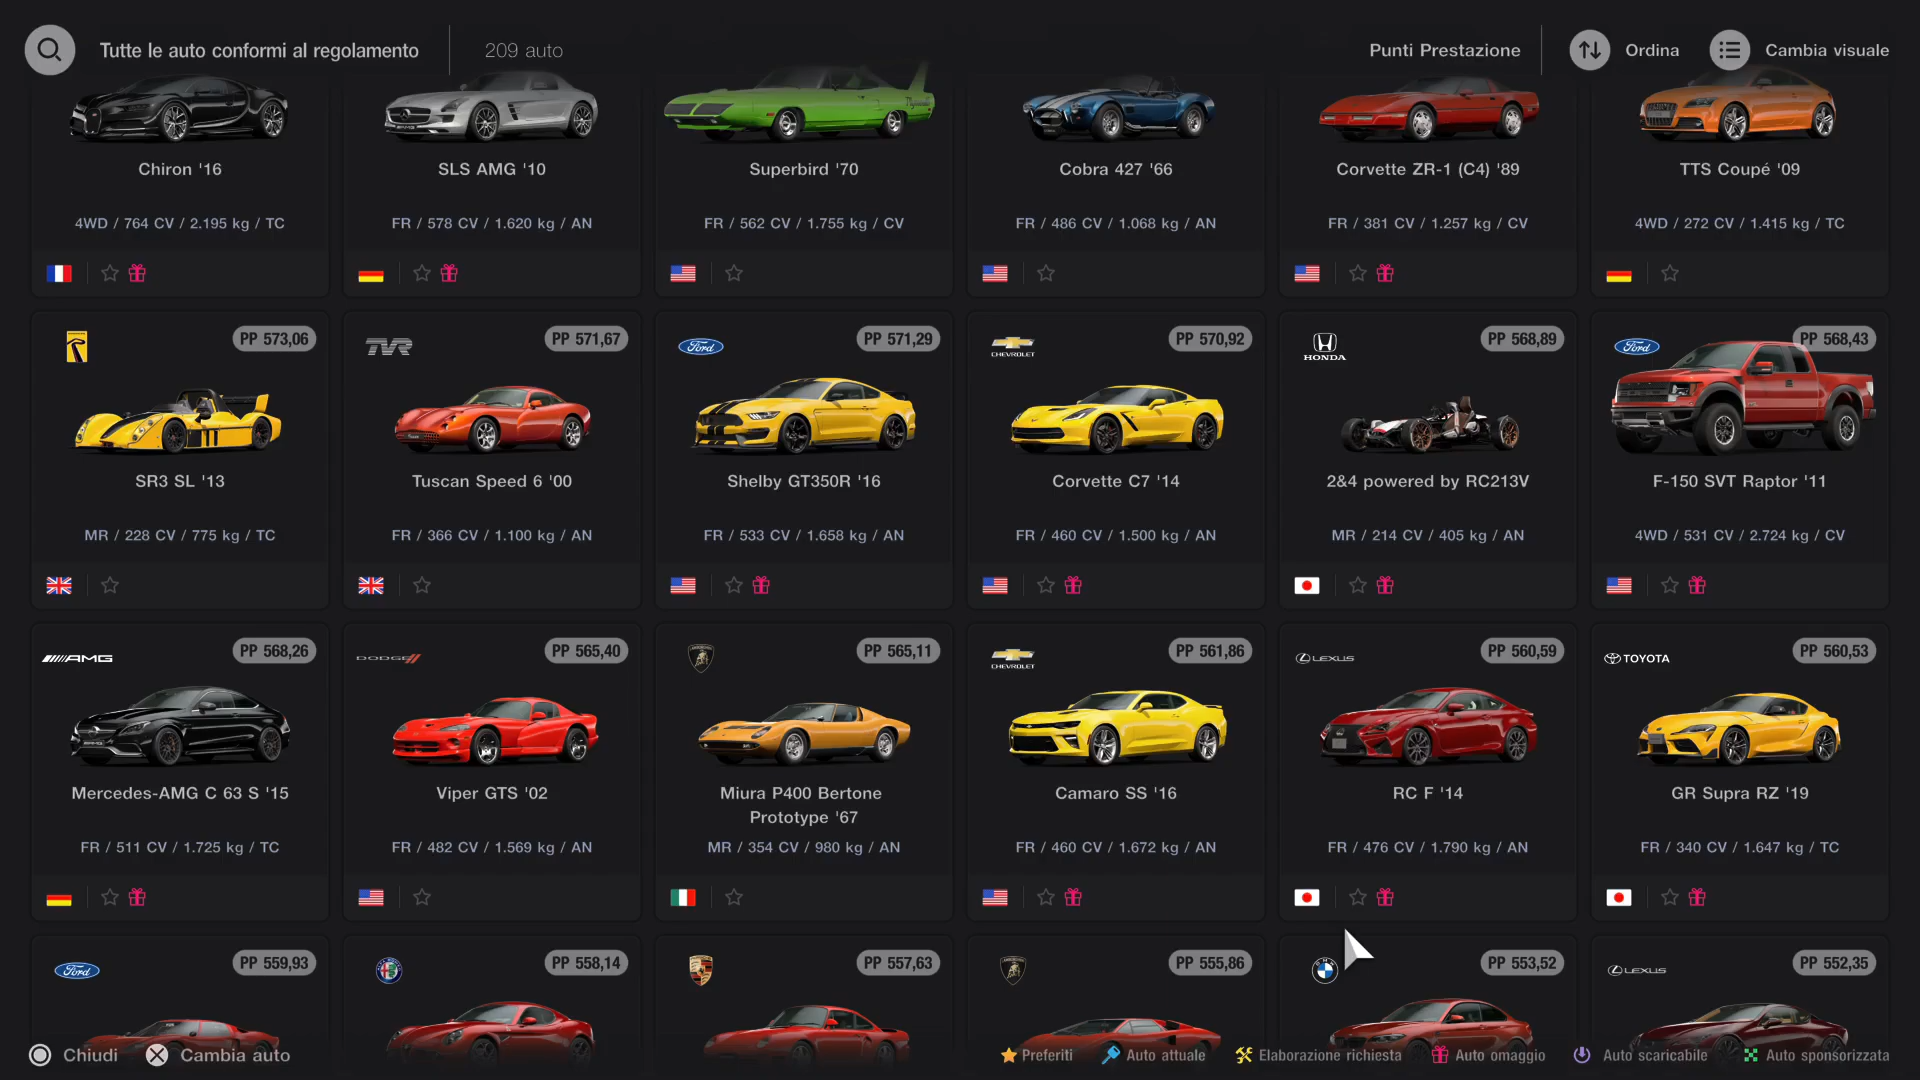 Tutte le auto conformi al regolamento
209 auto
Punti Prestazione
Ordina
Cambia visuale
Chiron '16
4WD / 764 CV / 2.195 kg / TC
SLS AMG '10
FR / 578 CV / 1.620 kg / AN
Superbird '70
FR / 562 CV / 1.755 kg / CV
Cobra 427 '66
FR / 486 CV / 1.068 kg / AN
Corvette ZR-1 (C4) '89
FR / 381 CV / 1.257 kg / CV
TTS Coupé '09
4WD / 272 CV / 1.415 kg / TC
PP 573,06
SR3 SL '13
MR / 228 CV / 775 kg / TC
TVR
PP 571,67
Tuscan Speed 6 '00
FR / 366 CV / 1.100 kg / AN
Ford
PP 571,29
Shelby GT350R '16
FR / 533 CV / 1.658 kg / AN
CHEVROLET
PP 570,92
Corvette C7 '14
FR / 460 CV / 1.500 kg / AN
HONDA
PP 568,89
2&4 powered by RC213V
MR / 214 CV / 405 kg / AN
Ford
PP 568,43
F-150 SVT Raptor '11
4WD / 531 CV / 2.724 kg / CV
AMG
PP 568,26
Mercedes-AMG C 63 S '15
FR / 511 CV / 1.725 kg / TC
DODGE
PP 565,40
Viper GTS '02
FR / 482 CV / 1.569 kg / AN
PP 565,11
Miura P400 Bertone
Prototype '67
MR / 354 CV / 980 kg / AN
CHEVROLET
PP 561,86
Camaro SS '16
FR / 460 CV / 1.672 kg / AN
LEXUS
PP 560,59
RC F '14
FR / 476 CV / 1.790 kg / AN
TOYOTA
PP 560,53
GR Supra RZ '19
FR / 340 CV / 1.647 kg / TC
Ford
PP 559,93
PP 558,14
PP 557,63
PP 555,86
BMW
PP 553,52
LEXUS
PP 552,35
Chiudi
Cambia auto
Preferiti
Auto attuale
Elaborazione richiesta
Auto omaggio
Auto scaricabile
Auto sponsorizzata